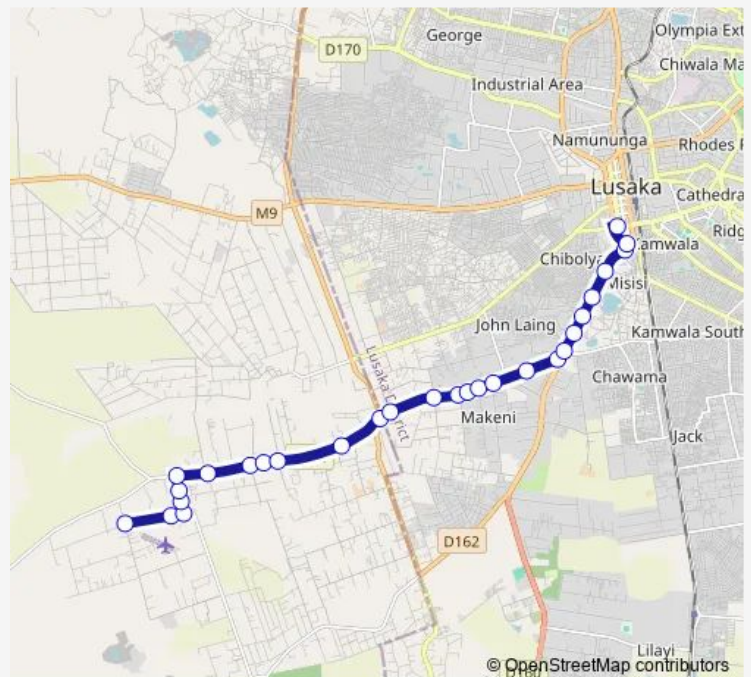 George
Olympia Ext
D170
Chiwala Ma
Industrial Area
Namununga
Rhodes P
Lusaka
Cathedra
M9
Ridg
Kamwala
Chiboly
Misisi
John Laing
Kamwala South
Lusaka District
Chawama
Makeni
Jack
D162
Lilayi
© OpenStreetMap contributors